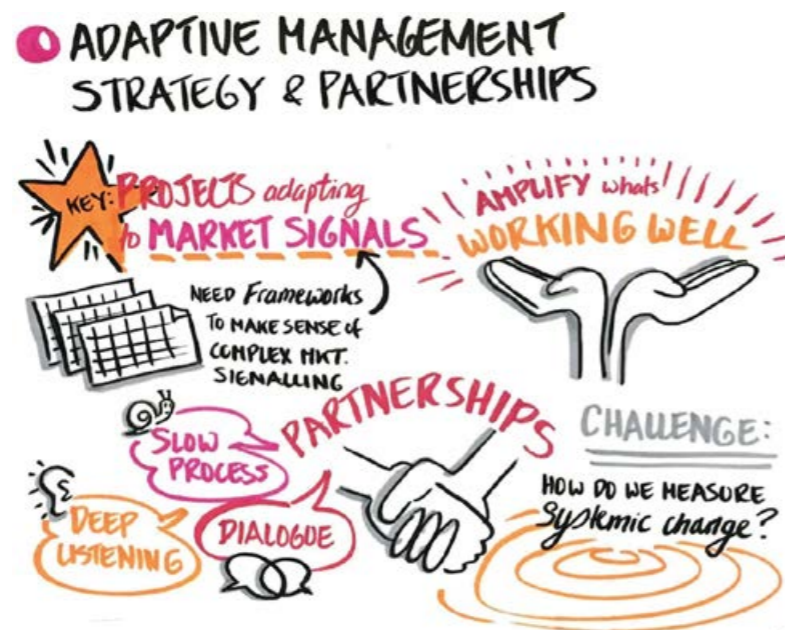 ADAPTIVE MANAGEMENT
STRATEGY & PARTNERSHIPS
KEY: PROJECTS adapting
to MARKET SIGNALS
AMPLIFY whats
WORKING WELL
NEED Frameworks
TO MAKE SENSE of
COMPLEX MKT.
SIGNALLING
PARTNERSHIPS
SLOW
PROCESS
DEEP
LISTENING
DIALOGUE
CHALLENGE:
HOW DO WE MEASURE
Systemic change?